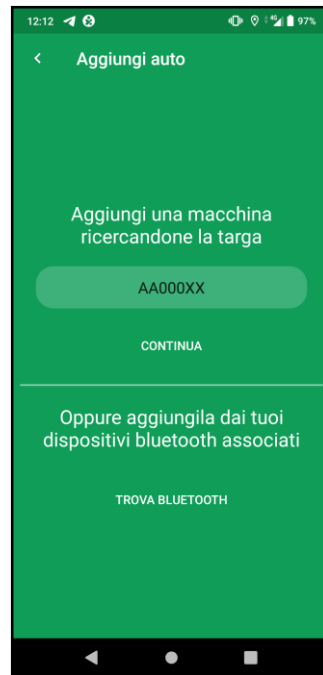 12:12 4G 97%
Aggiungi auto
Aggiungi una macchina
ricercandone la targa
AA000XX
CONTINUA
Oppure aggiungila dai tuoi
dispositivi bluetooth associati
TROVA BLUETOOTH